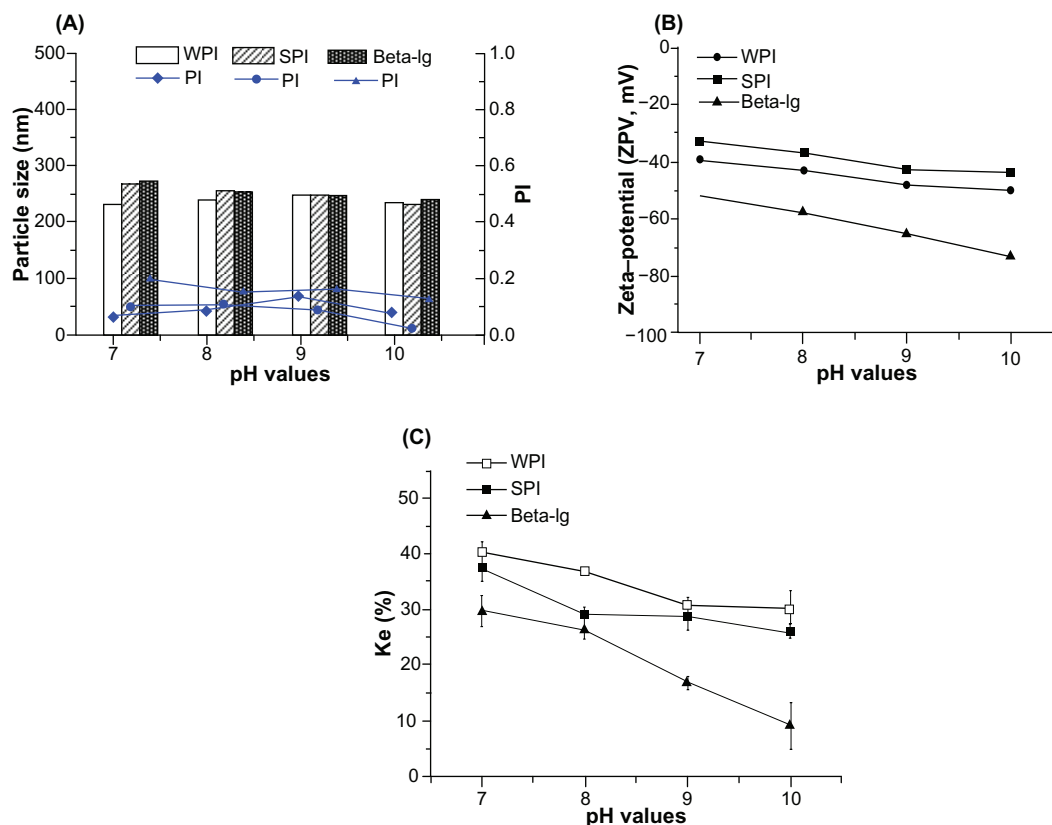 (A)
WPI SPI Beta-lg
PI PI PI
500
400
300
200
100
0
Particle size (nm)
1.0
0.8
0.6
0.4
0.2
0.0
PI
7 8 9 10
pH values
(B)
WPI
SPI
Beta-lg
0
−20
−40
−60
−80
−100
Zeta–potential (ZPV, mV)
7 8 9 10
pH values
(C)
WPI
SPI
Beta-lg
50
40
30
20
10
0
Ke (%)
7 8 9 10
pH values